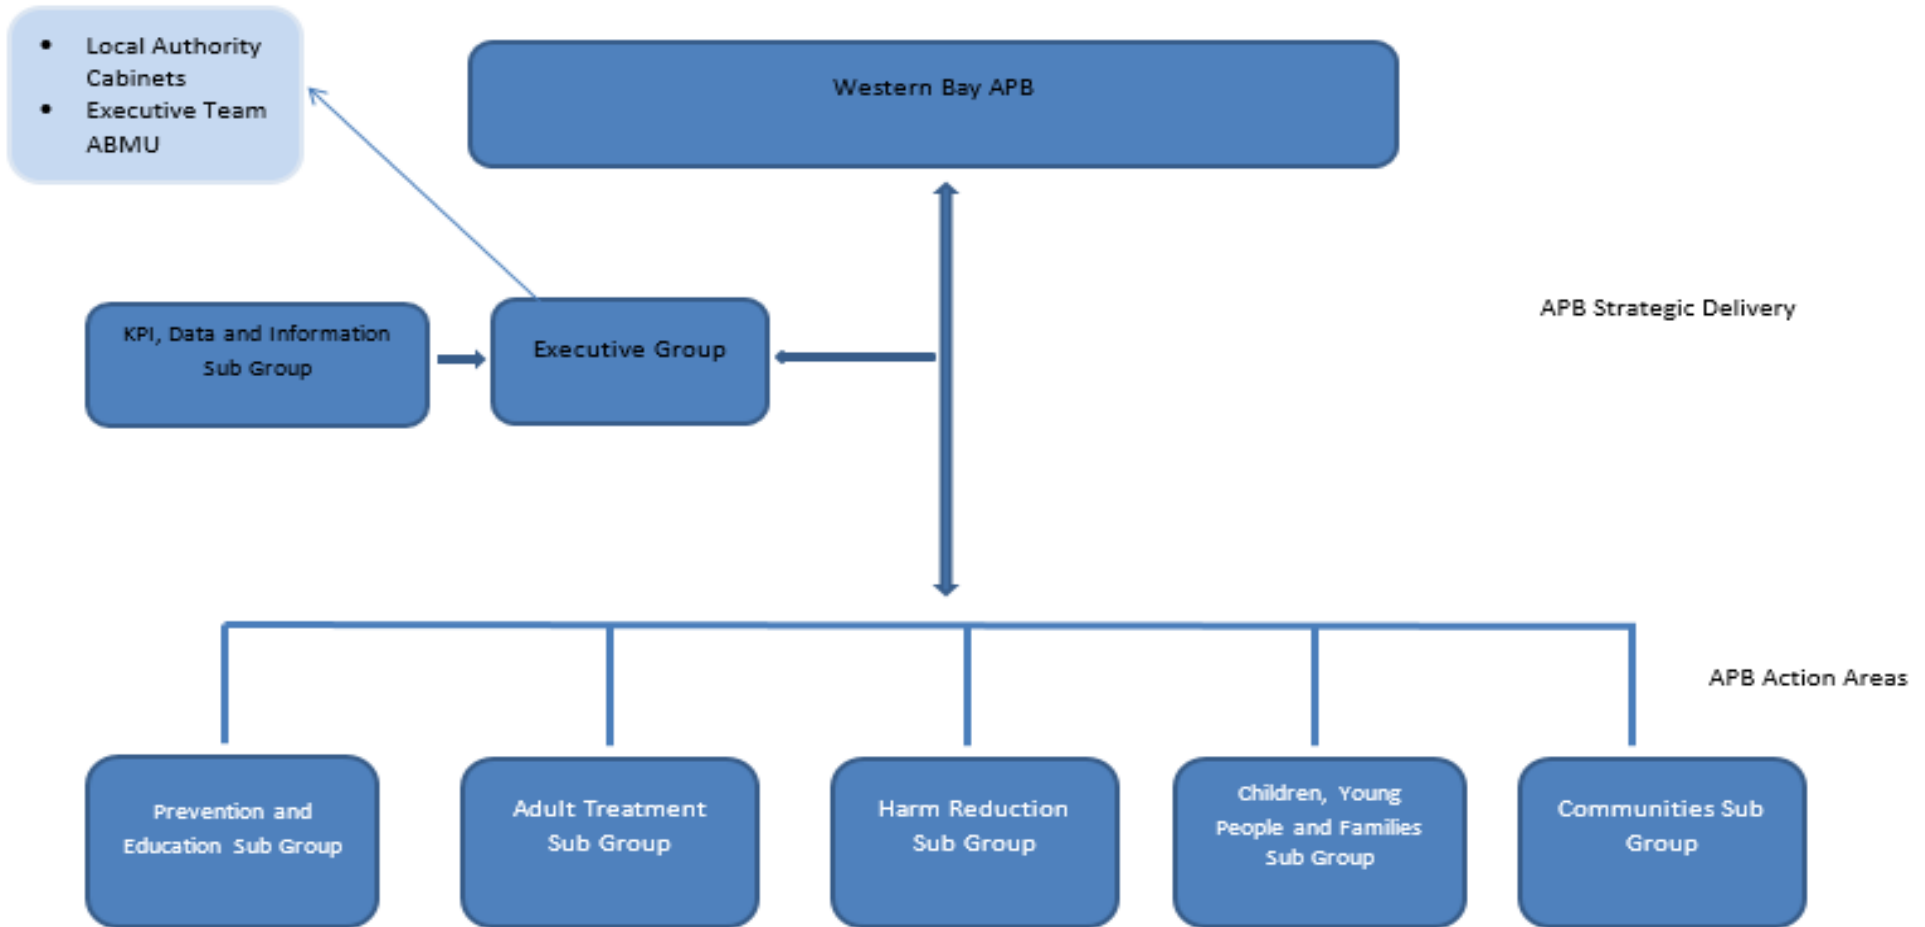 • Local Authority
Cabinets
• Executive Team
ABMU
Western Bay APB
APB Strategic Delivery
KPI, Data and Information
Sub Group
Executive Group
APB Action Areas
Prevention and
Education Sub Group
Adult Treatment
Sub Group
Harm Reduction
Sub Group
Children, Young
People and Families
Sub Group
Communities Sub
Group